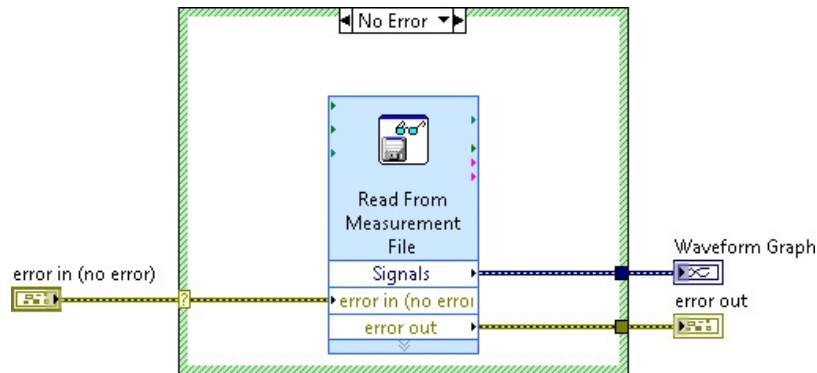 No Error
Read From
Measurement
File
Signals
error in (no error
error out
error in (no error)
?
Waveform Graph
error out